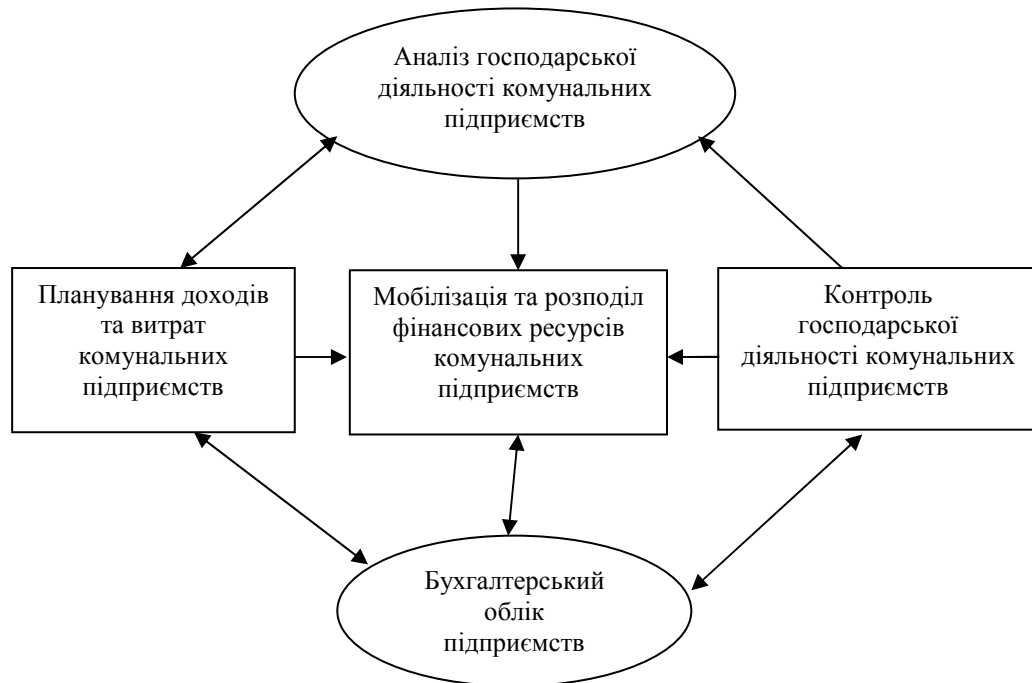 Аналіз господарської
діяльності комунальних
підприємств
Планування доходів
та витрат
комунальних
підприємств
Мобілізація та розподіл
фінансових ресурсів
комунальних
підприємств
Контроль
господарської
діяльності комунальних
підприємств
Бухгалтерський
облік
підприємств